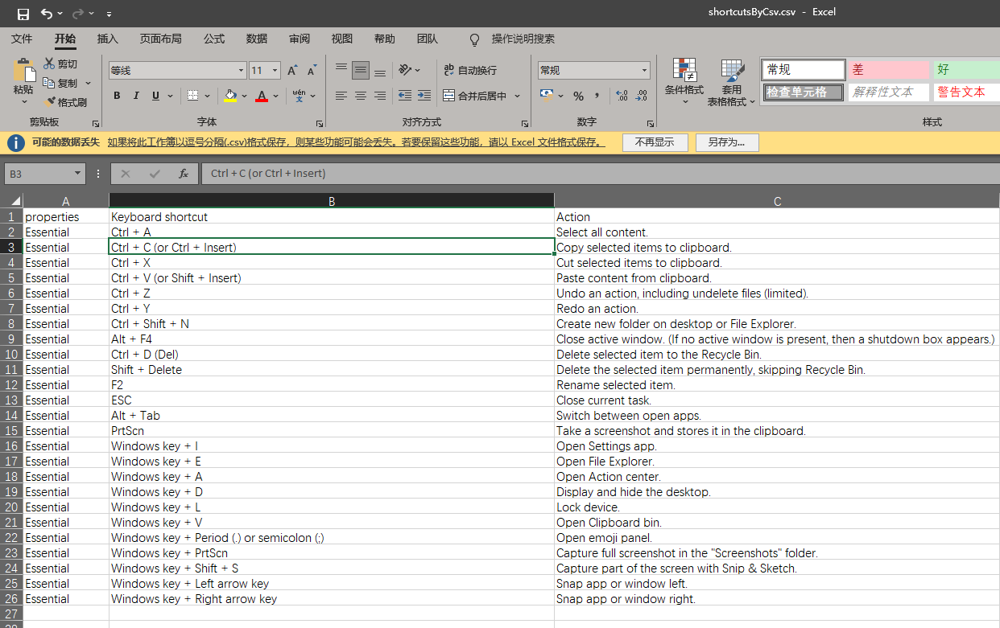 shortcutsByCsv.csv - Excel
文件 开始 插入 页面布局 公式 数据 审阅 视图 帮助 团队 操作说明搜索
粘贴 剪切 复制 格式刷
剪贴板
等线 11 A A
B I U A wén 文
字体
ab 自动换行
合并后居中
对齐方式
常规
% , .00 .00
数字
条件格式 套用 表格格式
常规 差 好
检查单元格 解释性文本 警告文本
样式
可能的数据丢失 如果将此工作簿以逗号分隔(.csv)格式保存，则某些功能可能会丢失。若要保留这些功能，请以 Excel 文件格式保存。 不再显示 另存为...
B3 fx Ctrl + C (or Ctrl + Insert)
A B C
1 properties Keyboard shortcut Action
2 Essential Ctrl + A Select all content.
3 Essential Ctrl + C (or Ctrl + Insert) Copy selected items to clipboard.
4 Essential Ctrl + X Cut selected items to clipboard.
5 Essential Ctrl + V (or Shift + Insert) Paste content from clipboard.
6 Essential Ctrl + Z Undo an action, including undelete files (limited).
7 Essential Ctrl + Y Redo an action.
8 Essential Ctrl + Shift + N Create new folder on desktop or File Explorer.
9 Essential Alt + F4 Close active window. (If no active window is present, then a shutdown box appears.)
10 Essential Ctrl + D (Del) Delete selected item to the Recycle Bin.
11 Essential Shift + Delete Delete the selected item permanently, skipping Recycle Bin.
12 Essential F2 Rename selected item.
13 Essential ESC Close current task.
14 Essential Alt + Tab Switch between open apps.
15 Essential PrtScn Take a screenshot and stores it in the clipboard.
16 Essential Windows key + I Open Settings app.
17 Essential Windows key + E Open File Explorer.
18 Essential Windows key + A Open Action center.
19 Essential Windows key + D Display and hide the desktop.
20 Essential Windows key + L Lock device.
21 Essential Windows key + V Open Clipboard bin.
22 Essential Windows key + Period (.) or semicolon (;) Open emoji panel.
23 Essential Windows key + PrtScn Capture full screenshot in the "Screenshots" folder.
24 Essential Windows key + Shift + S Capture part of the screen with Snip & Sketch.
25 Essential Windows key + Left arrow key Snap app or window left.
26 Essential Windows key + Right arrow key Snap app or window right.
27